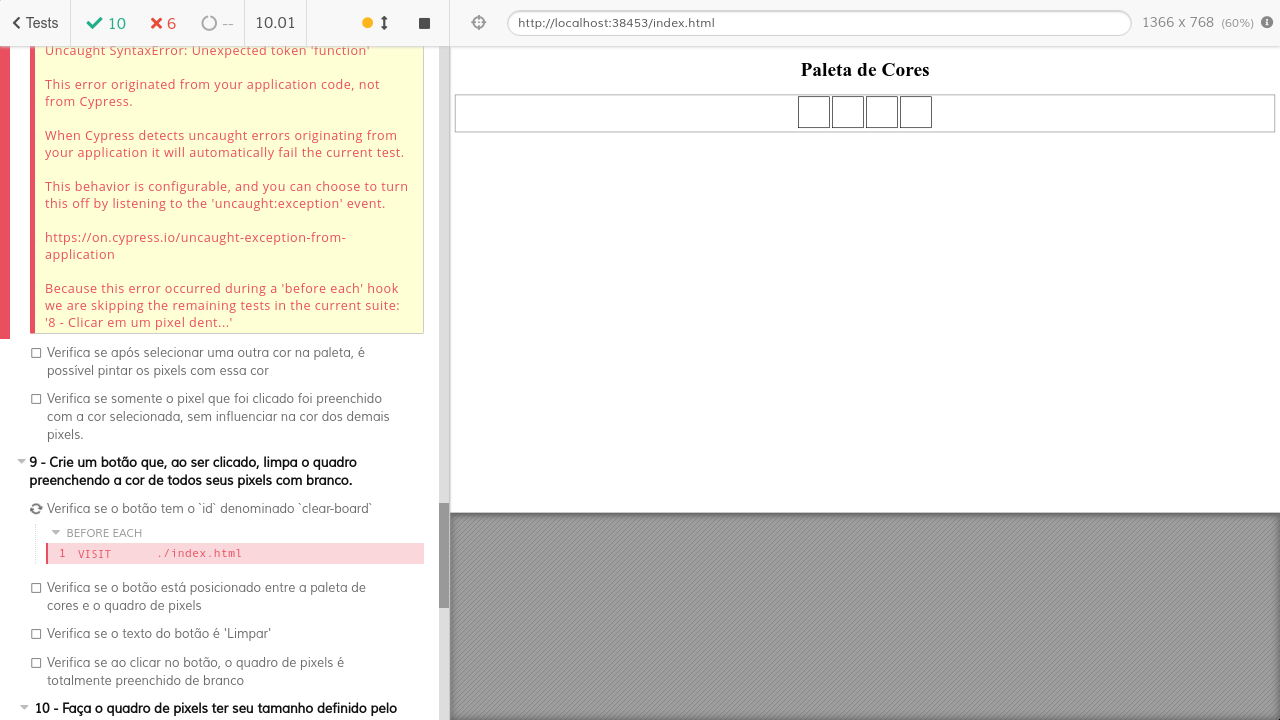 Tests
10
6
--
10.01
http://localhost:38453/index.html
1366 x 768 (60%)
Uncaught SyntaxError: Unexpected token 'function'
This error originated from your application code, not
from Cypress.
When Cypress detects uncaught errors originating from
your application it will automatically fail the current test.
This behavior is configurable, and you can choose to turn
this off by listening to the 'uncaught:exception' event.
https://on.cypress.io/uncaught-exception-from-
application
Because this error occurred during a 'before each' hook
we are skipping the remaining tests in the current suite:
'8 - Clicar em um pixel dent...'
Verifica se após selecionar uma outra cor na paleta, é
possível pintar os pixels com essa cor
Verifica se somente o pixel que foi clicado foi preenchido
com a cor selecionada, sem influenciar na cor dos demais
pixels.
9 - Crie um botão que, ao ser clicado, limpa o quadro
preenchendo a cor de todos seus pixels com branco.
Verifica se o botão tem o `id` denominado `clear-board`
BEFORE EACH
1 VISIT ./index.html
Verifica se o botão está posicionado entre a paleta de
cores e o quadro de pixels
Verifica se o texto do botão é 'Limpar'
Verifica se ao clicar no botão, o quadro de pixels é
totalmente preenchido de branco
10 - Faça o quadro de pixels ter seu tamanho definido pelo
Paleta de Cores